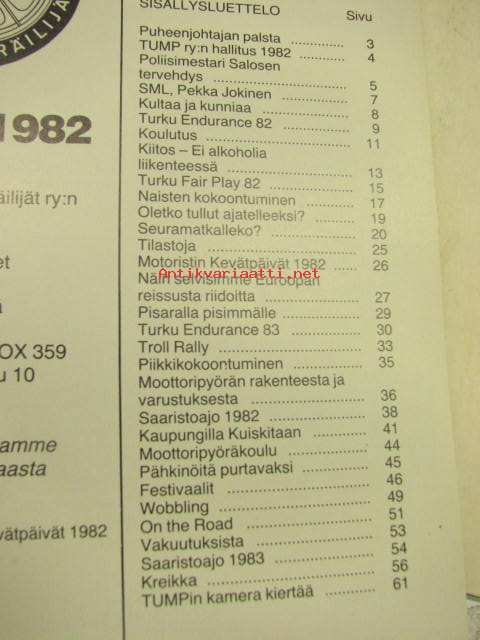 RÄILIJÄ
1982
äilijät ry:n
et
a
OX 359
u 10
amme
aasta
vätpäivät 1982
SISÄLLYSLUETTELO
Sivu
Puheenjohtajan palsta .............. 3
TUMP ry:n hallitus 1982 .............. 4
Poliisimestari Salosen
tervehdys .............. 5
SML, Pekka Jokinen .............. 7
Kultaa ja kunniaa .............. 8
Turku Endurance 82 .............. 9
Koulutus .............. 11
Kiitos – Ei alkoholia
liikenteessä .............. 13
Turku Fair Play 82 .............. 15
Naisten kokoontuminen .............. 17
Oletko tullut ajatelleeksi? .............. 19
Seuramatkalleko? .............. 20
Tilastoja .............. 25
Motoristin Kevätpäivät 1982 .............. 26
Antikvariaatti.net
Näin selvisimme Euroopan
reissusta riidoitta .............. 27
Pisaralla pisimmälle .............. 29
Turku Endurance 83 .............. 30
Troll Rally .............. 33
Piikkikokoontuminen .............. 35
Moottoripyörän rakenteesta ja
varustuksesta .............. 36
Saaristoajo 1982 .............. 38
Kaupungilla Kuiskitaan .............. 41
Moottoripyöräkoulu .............. 44
Pähkinöitä purtavaksi .............. 45
Festivaalit .............. 46
Wobbling .............. 49
On the Road .............. 51
Vakuutuksista .............. 53
Saaristoajo 1983 .............. 54
Kreikka .............. 56
TUMPin kamera kiertää .............. 61